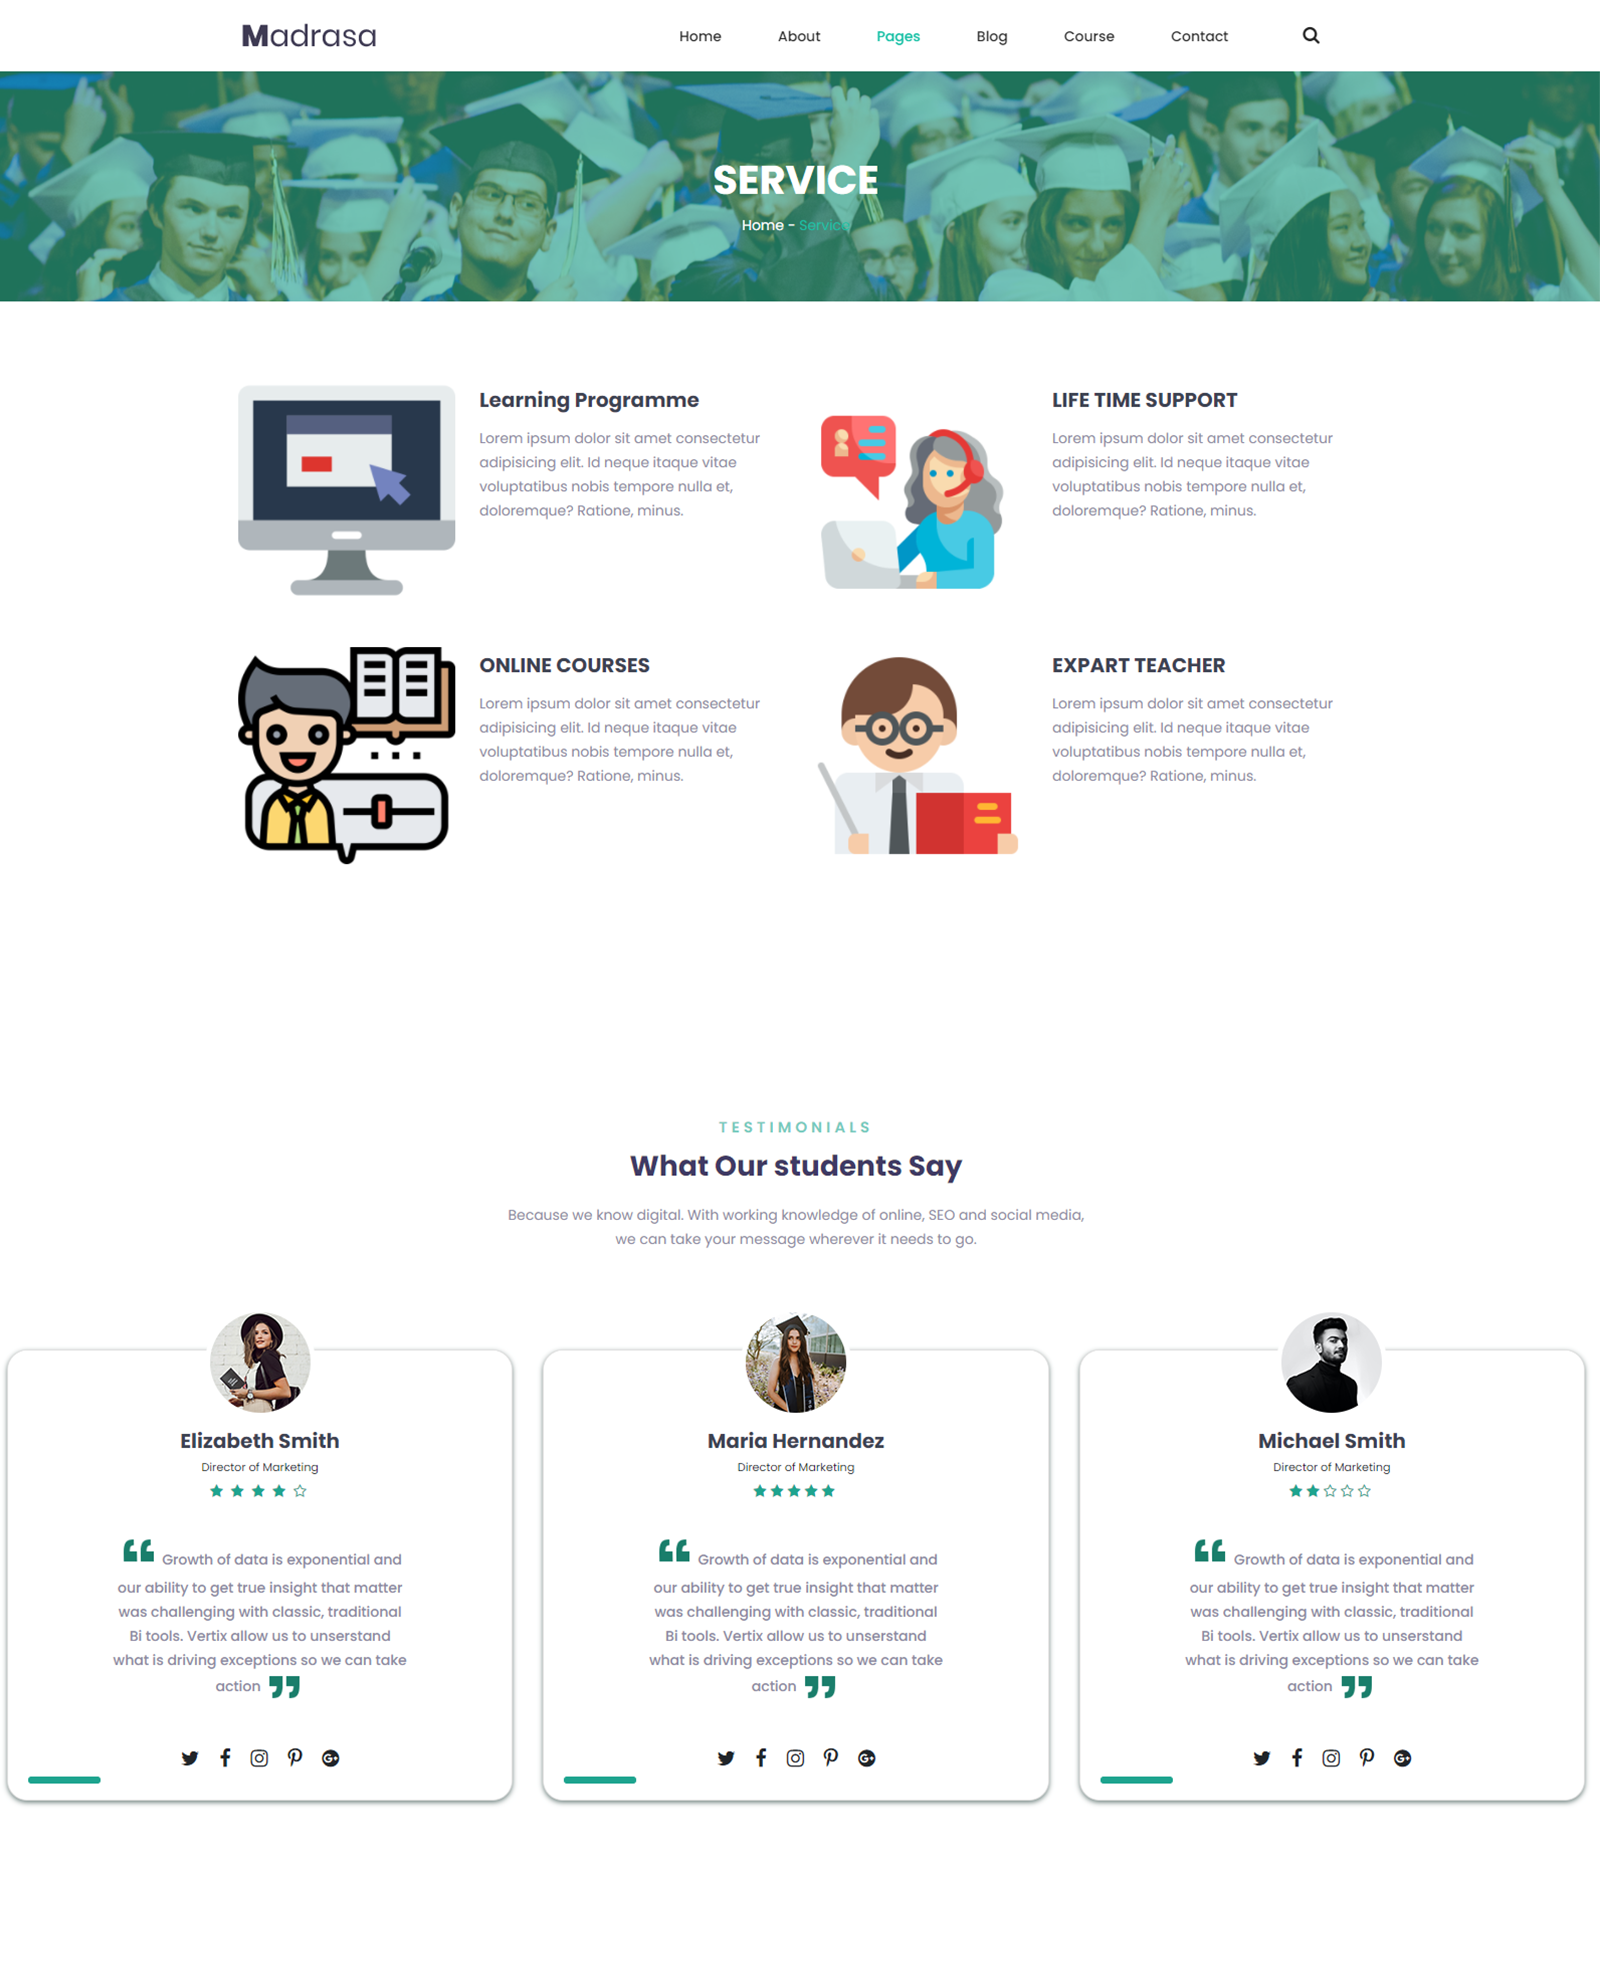 Madrasa
Home About Pages Blog Course Contact
SERVICE
Home - Service
Learning Programme
Lorem ipsum dolor sit amet consectetur
adipisicing elit. Id neque itaque vitae
voluptatibus nobis tempore nulla et,
doloremque? Ratione, minus.
LIFE TIME SUPPORT
Lorem ipsum dolor sit amet consectetur
adipisicing elit. Id neque itaque vitae
voluptatibus nobis tempore nulla et,
doloremque? Ratione, minus.
ONLINE COURSES
Lorem ipsum dolor sit amet consectetur
adipisicing elit. Id neque itaque vitae
voluptatibus nobis tempore nulla et,
doloremque? Ratione, minus.
EXPART TEACHER
Lorem ipsum dolor sit amet consectetur
adipisicing elit. Id neque itaque vitae
voluptatibus nobis tempore nulla et,
doloremque? Ratione, minus.
TESTIMONIALS
What Our students Say
Because we know digital. With working knowledge of online, SEO and social media,
we can take your message wherever it needs to go.
Elizabeth Smith
Director of Marketing
“ Growth of data is exponential and
our ability to get true insight that matter
was challenging with classic, traditional
Bi tools. Vertix allow us to unserstand
what is driving exceptions so we can take
action ”
Maria Hernandez
Director of Marketing
“ Growth of data is exponential and
our ability to get true insight that matter
was challenging with classic, traditional
Bi tools. Vertix allow us to unserstand
what is driving exceptions so we can take
action ”
Michael Smith
Director of Marketing
“ Growth of data is exponential and
our ability to get true insight that matter
was challenging with classic, traditional
Bi tools. Vertix allow us to unserstand
what is driving exceptions so we can take
action ”